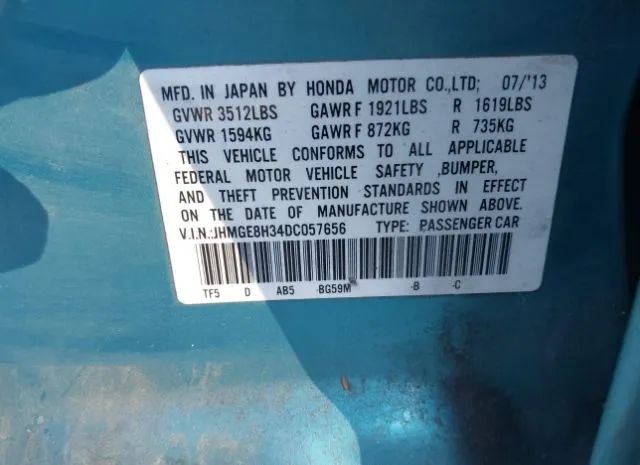 MFD. IN JAPAN BY HONDA MOTOR CO.,LTD; 07/'13
GVWR 3512LBS GAWR F 1921LBS R 1619LBS
GVWR 1594KG GAWR F 872KG R 735KG
THIS VEHICLE CONFORMS TO ALL APPLICABLE
FEDERAL MOTOR VEHICLE SAFETY ,BUMPER,
AND THEFT PREVENTION STANDARDS IN EFFECT
ON THE DATE OF MANUFACTURE SHOWN ABOVE.
V.I.N.:JHMGE8H34DC057656 TYPE: PASSENGER CAR
TF5 D AB5 -BG59M -B -C